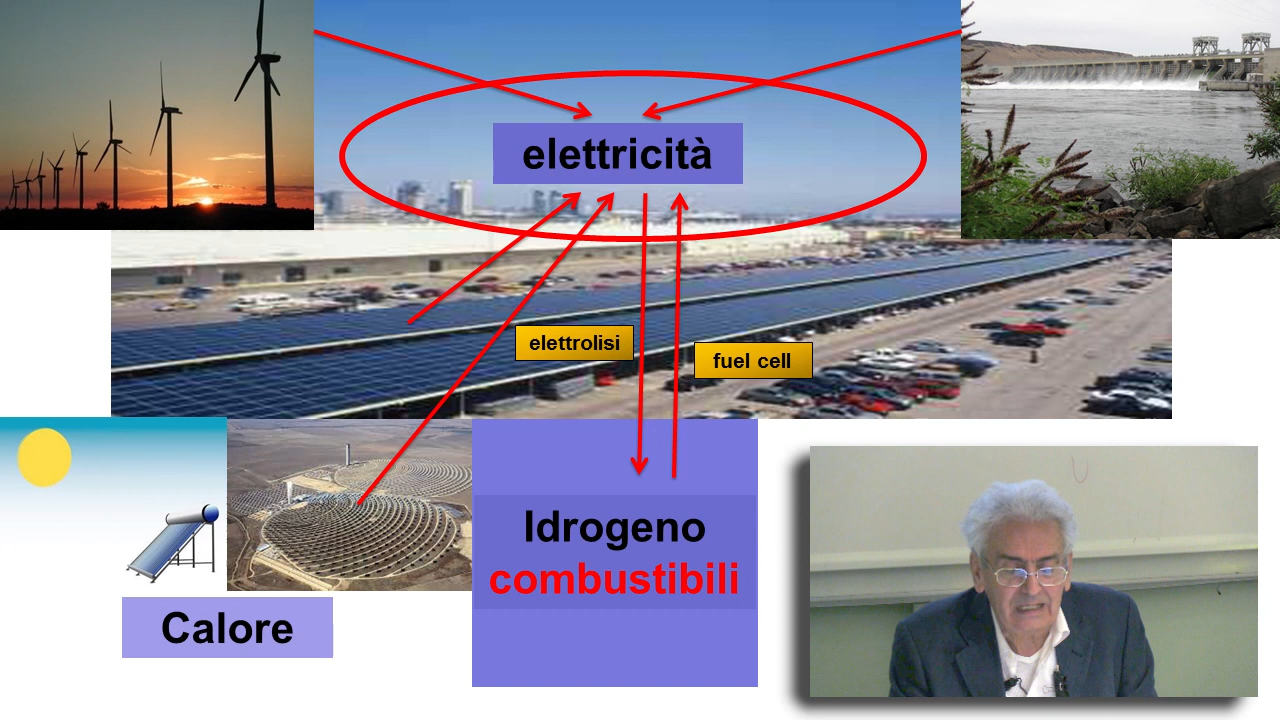 elettricità
elettrolisi
fuel cell
Idrogeno
combustibili
Calore